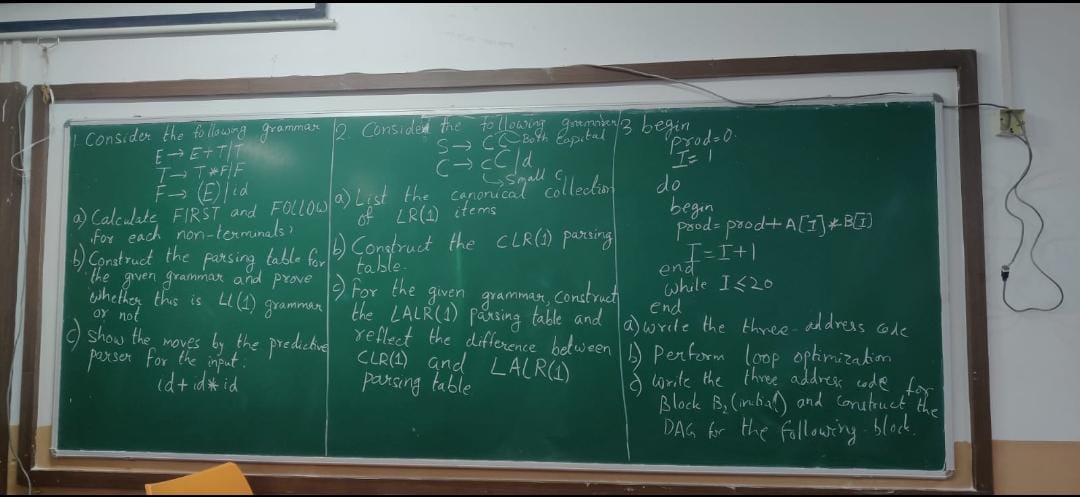 1. Consider the following grammar
E → E+T/T
T → T*F/F
F → (E)/id
a) Calculate FIRST and FOLLOW
for each non-terminals?
b) Construct the parsing table for
the given grammar and prove
whether this is LL(1) grammar
or not
c) Show the moves by the predictive
parser for the input:
id + id * id
2. Consider the following grammar
S → CC Both Capital
C → cC/d
Small c
a) List the canonical collection
of LR(1) items
b) Construct the CLR(1) parsing
table.
c) For the given grammar, construct
the LALR(1) parsing table and
reflect the difference between
CLR(1) and LALR(1)
parsing table
3 begin
prod=0.
I=1
do
begin
prod=prod+A[I]*B[I]
I=I+1
end
while I≤20
end
a) write the three-address code
b) Perform loop optimization
c) Write the three address code for
Block B₂(initial) and construct the
DAG for the following block.